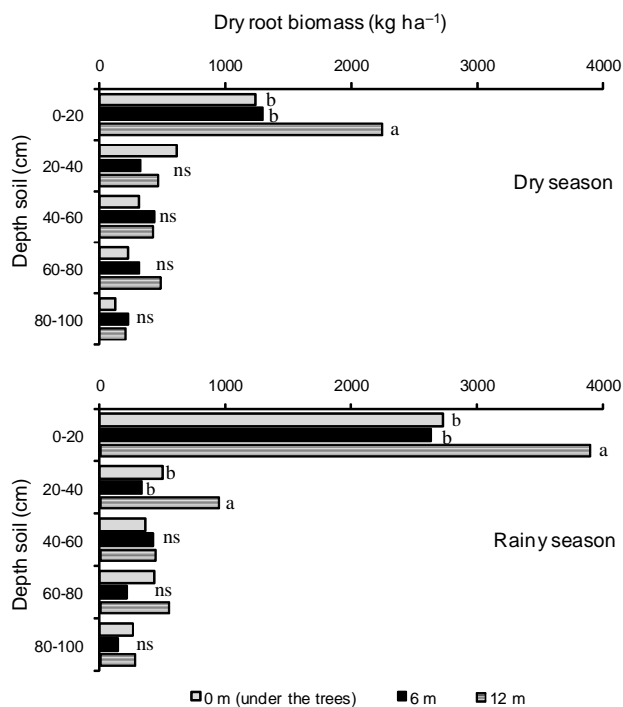 Dry root biomass (kg ha⁻¹)
0 1000 2000 3000 4000
Depth soil (cm)
0-20
b
b
a
20-40
ns
40-60
ns
60-80
ns
80-100
ns
Dry season
0 1000 2000 3000 4000
Depth soil (cm)
0-20
b
b
a
20-40
b
b
a
40-60
ns
60-80
ns
80-100
ns
Rainy season
0 m (under the trees) 6 m 12 m